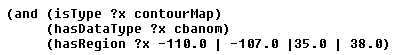 (and (isType ?x contourMap)
(hasDataType ?x cbanom)
(hasRegion ?x -110.0 | -107.0 |35.0 | 38.0)